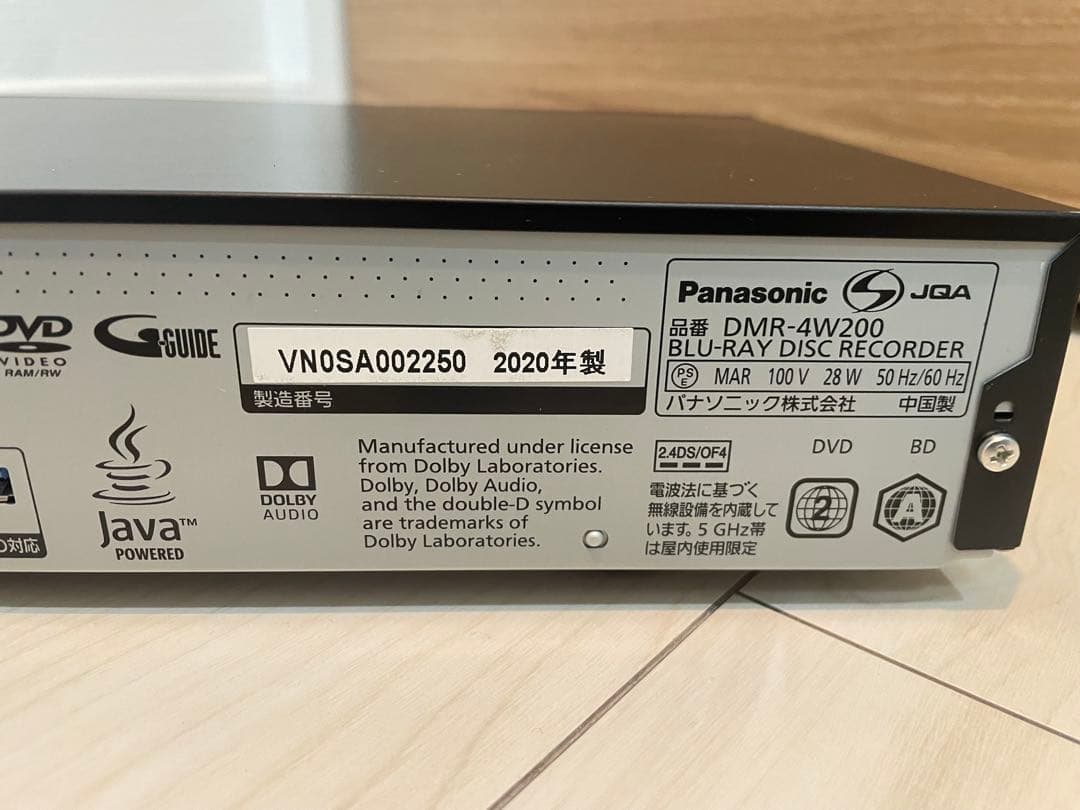 DVD
VIDEO
RAM/RW
G-GUIDE
VN0SA002250 2020年製
製造番号
Panasonic JQA
品番 DMR-4W200
BLU-RAY DISC RECORDER
PS
E
MAR 100 V 28 W 50 Hz/60 Hz
パナソニック株式会社 中国製
対応
Java™
POWERED
DOLBY
AUDIO
Manufactured under license
from Dolby Laboratories.
Dolby, Dolby Audio,
and the double-D symbol
are trademarks of
Dolby Laboratories.
2.4DS/OF4
電波法に基づく
無線設備を内蔵して
います。5 GHz帯
は屋内使用限定
DVD
2
BD
A